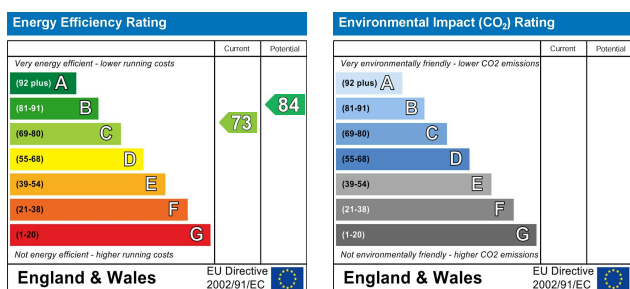 Energy Efficiency Rating
Current Potential
Very energy efficient - lower running costs
(92 plus) A
(81-91) B
(69-80) C
(55-68) D
(39-54) E
(21-38) F
(1-20) G
73
84
Not energy efficient - higher running costs
England & Wales
EU Directive
2002/91/EC
Environmental Impact (CO₂) Rating
Current Potential
Very environmentally friendly - lower CO2 emissions
(92 plus) A
(81-91) B
(69-80) C
(55-68) D
(39-54) E
(21-38) F
(1-20) G
Not environmentally friendly - higher CO2 emissions
England & Wales
EU Directive
2002/91/EC